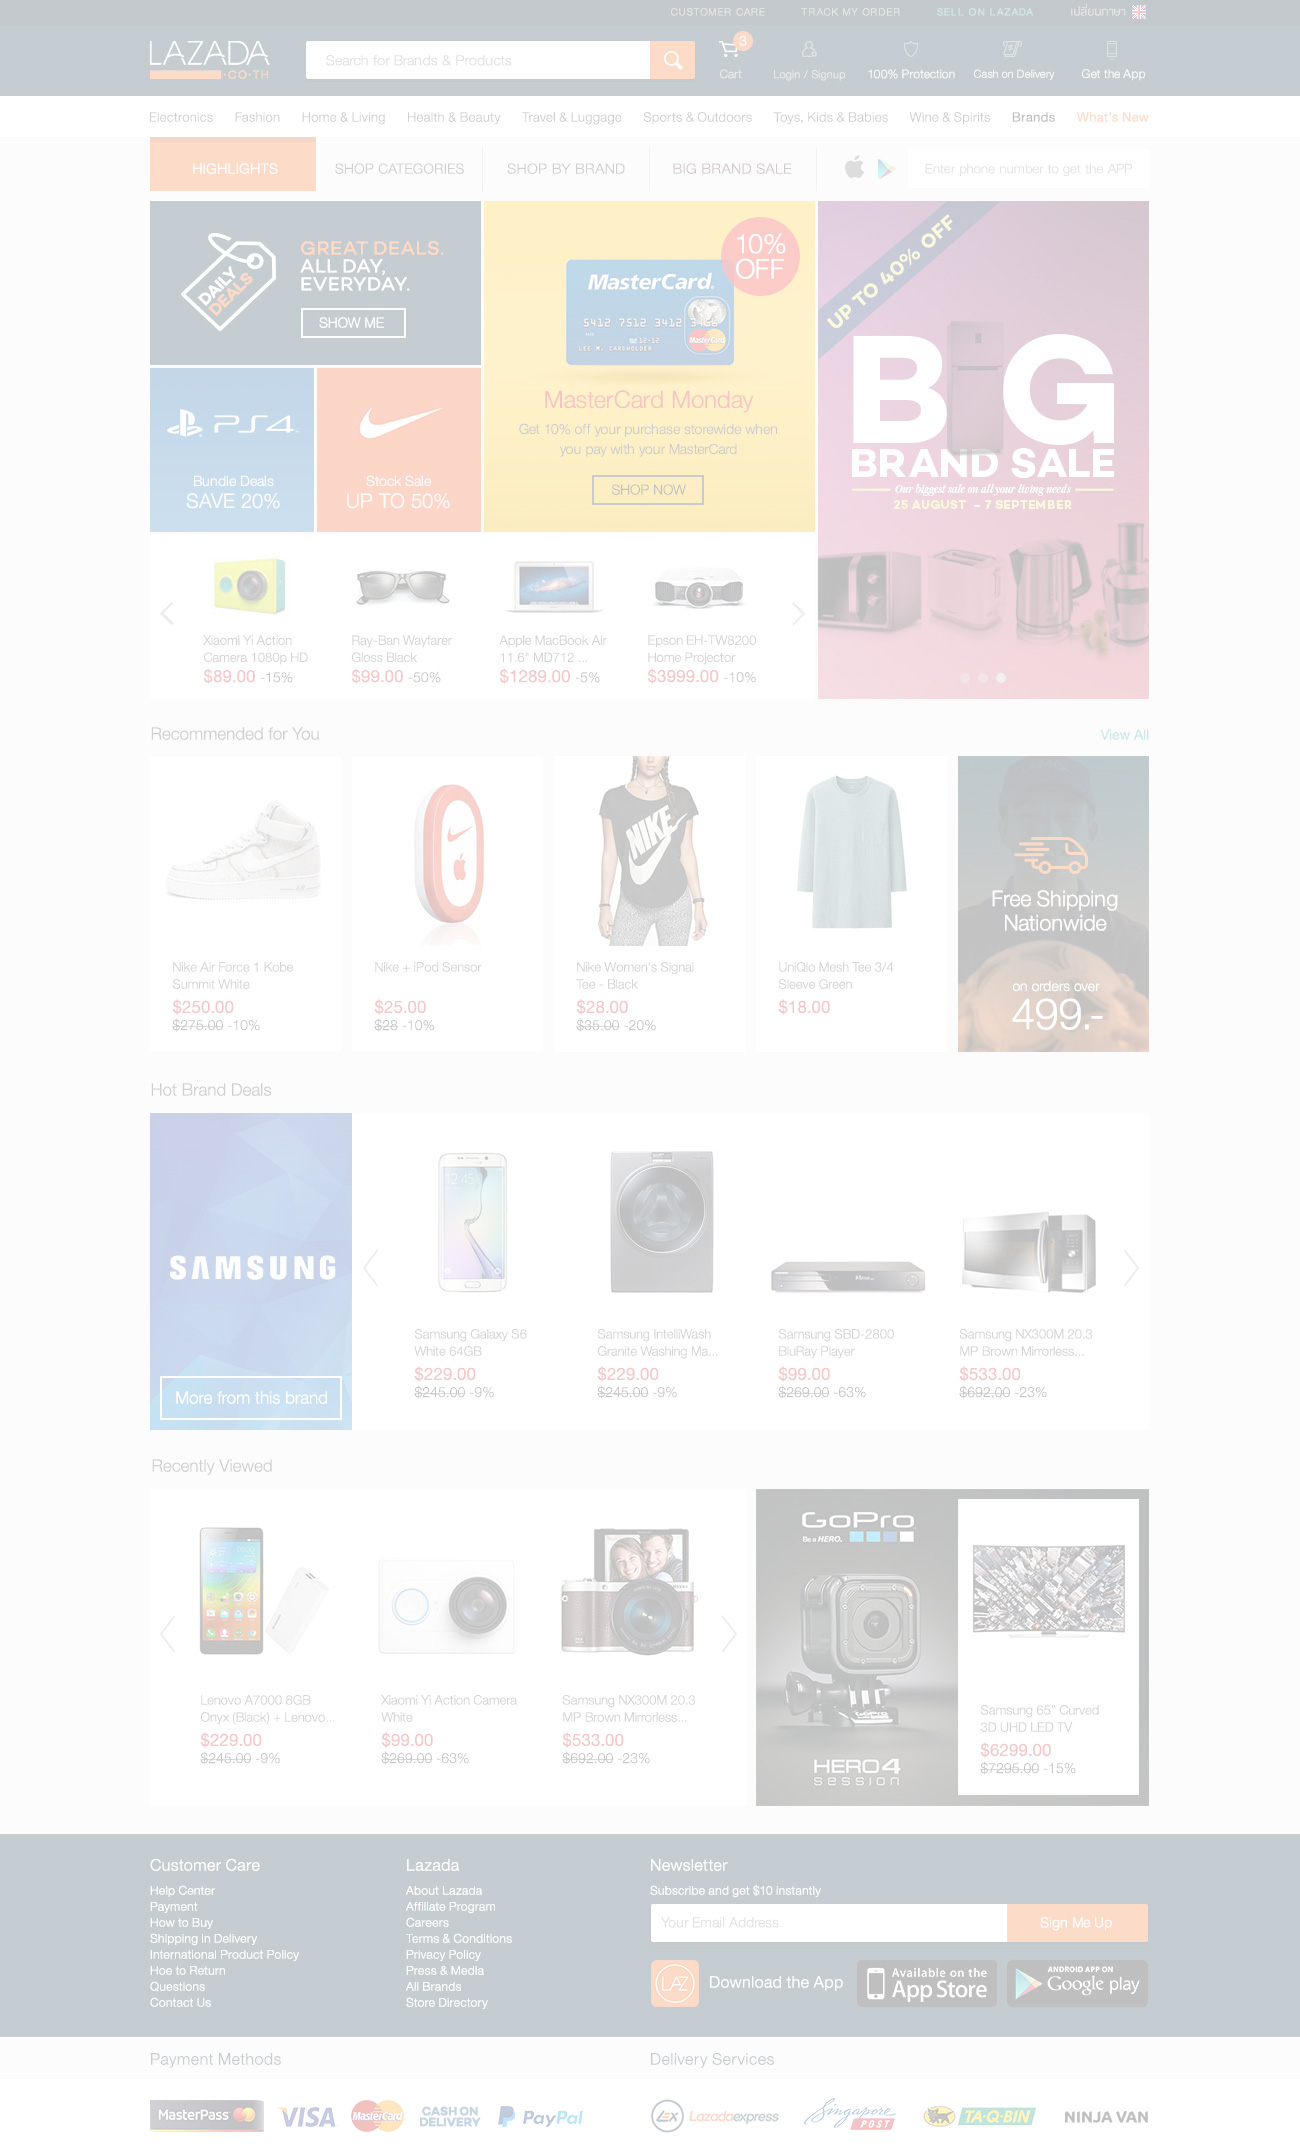 CUSTOMER CARE
TRACK MY ORDER
SELL ON LAZADA
เปลี่ยนภาษา
LAZADA
.CO.TH
Search for Brands & Products
3
Cart
Login / Signup
100% Protection
Cash on Delivery
Get the App
Electronics
Fashion
Home & Living
Health & Beauty
Travel & Luggage
Sports & Outdoors
Toys, Kids & Babies
Wine & Spirits
Brands
What's New
HIGHLIGHTS
SHOP CATEGORIES
SHOP BY BRAND
BIG BRAND SALE
Enter phone number to get the APP
DAILY
DEALS
GREAT DEALS.
ALL DAY,
EVERYDAY.
SHOW ME
PS4
Bundle Deals
SAVE 20%
Stock Sale
UP TO 50%
10%
OFF
MasterCard.
5412 7512 3412 3456
12-12
LEE M. CARDHOLDER
MasterCard
MasterCard Monday
Get 10% off your purchase storewide when
you pay with your MasterCard
SHOP NOW
UP TO 40% OFF
BIG
BRAND SALE
Our biggest sale on all your living needs
25 AUGUST – 7 SEPTEMBER
Xiaomi Yi Action
Camera 1080p HD
$89.00 -15%
Ray-Ban Wayfarer
Gloss Black
$99.00 -50%
Apple MacBook Air
11.6" MD712 ...
$1289.00 -5%
Epson EH-TW8200
Home Projector
$3999.00 -10%
Recommended for You
View All
Nike Air Force 1 Kobe
Summit White
$250.00
$275.00 -10%
Nike + iPod Sensor
$25.00
$28 -10%
NIKE
Nike Women's Signal
Tee - Black
$28.00
$35.00 -20%
UniQlo Mesh Tee 3/4
Sleeve Green
$18.00
Free Shipping
Nationwide
on orders over
499.-
Hot Brand Deals
SAMSUNG
More from this brand
12:45
Samsung Galaxy S6
White 64GB
$229.00
$245.00 -9%
Samsung IntelliWash
Granite Washing Ma...
$229.00
$245.00 -9%
Samsung SBD-2800
BluRay Player
$99.00
$269.00 -63%
Samsung NX300M 20.3
MP Brown Mirrorless...
$533.00
$692.00 -23%
Recently Viewed
Lenovo A7000 8GB
Onyx (Black) + Lenovo...
$229.00
$245.00 -9%
Xiaomi Yi Action Camera
White
$99.00
$269.00 -63%
Samsung NX300M 20.3
MP Brown Mirrorless...
$533.00
$692.00 -23%
GoPro
Be a HERO.
GoPro
HERO4
session
Samsung 65" Curved
3D UHD LED TV
$6299.00
$7295.00 -15%
Customer Care
Help Center
Payment
How to Buy
Shipping in Delivery
International Product Policy
Hoe to Return
Questions
Contact Us
Lazada
About Lazada
Affiliate Program
Careers
Terms & Conditions
Privacy Policy
Press & Media
All Brands
Store Directory
Newsletter
Subscribe and get $10 instantly
Your Email Address
Sign Me Up
LAZ
Download the App
Available on the
App Store
ANDROID APP ON
Google play
Payment Methods
MasterPass
VISA
MasterCard
CASH ON
DELIVERY
PayPal
Delivery Services
LEX
Lazadaexpress
Singapore
POST
TA-Q-BIN
NINJA VAN